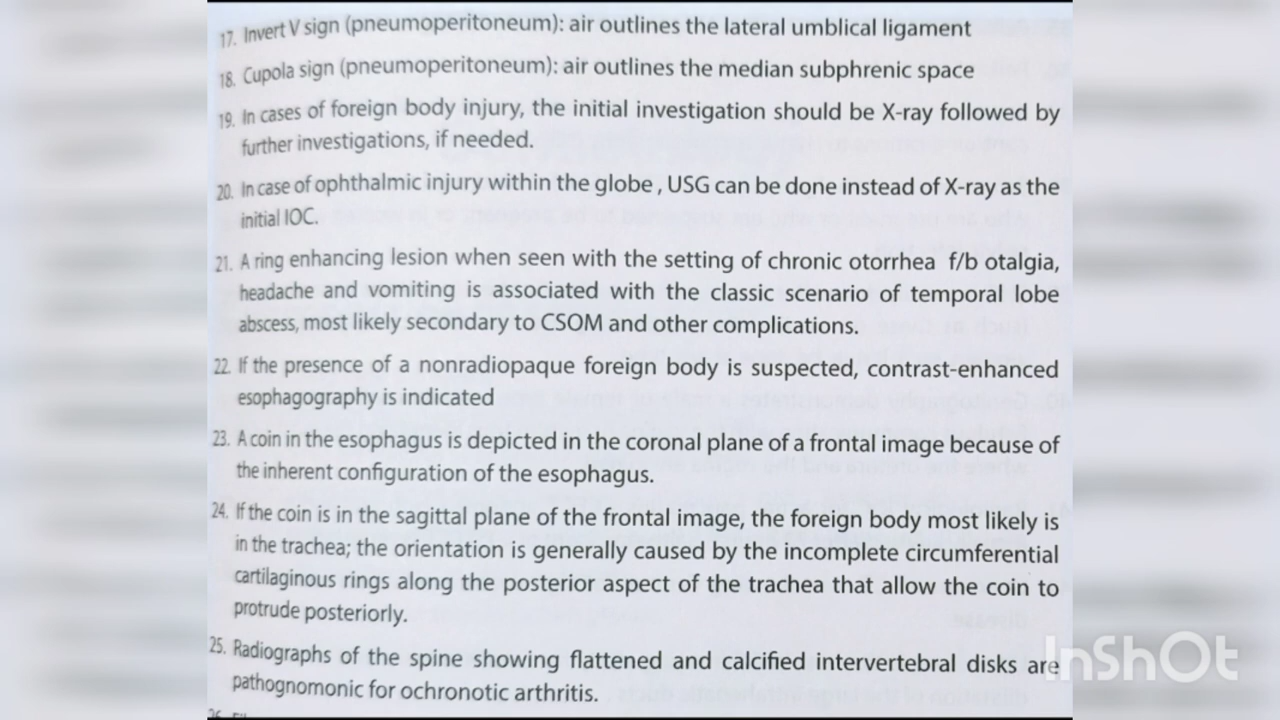 17. Invert V sign (pneumoperitoneum): air outlines the lateral umblical ligament
18. Cupola sign (pneumoperitoneum): air outlines the median subphrenic space
19. In cases of foreign body injury, the initial investigation should be X-ray followed by
further investigations, if needed.
20. In case of ophthalmic injury within the globe , USG can be done instead of X-ray as the
initial IOC.
21. A ring enhancing lesion when seen with the setting of chronic otorrhea f/b otalgia,
headache and vomiting is associated with the classic scenario of temporal lobe
abscess, most likely secondary to CSOM and other complications.
22. If the presence of a nonradiopaque foreign body is suspected, contrast-enhanced
esophagography is indicated
23. A coin in the esophagus is depicted in the coronal plane of a frontal image because of
the inherent configuration of the esophagus.
24. If the coin is in the sagittal plane of the frontal image, the foreign body most likely is
in the trachea; the orientation is generally caused by the incomplete circumferential
cartilaginous rings along the posterior aspect of the trachea that allow the coin to
protrude posteriorly.
25. Radiographs of the spine showing flattened and calcified intervertebral disks are
pathognomonic for ochronotic arthritis.
InShOt